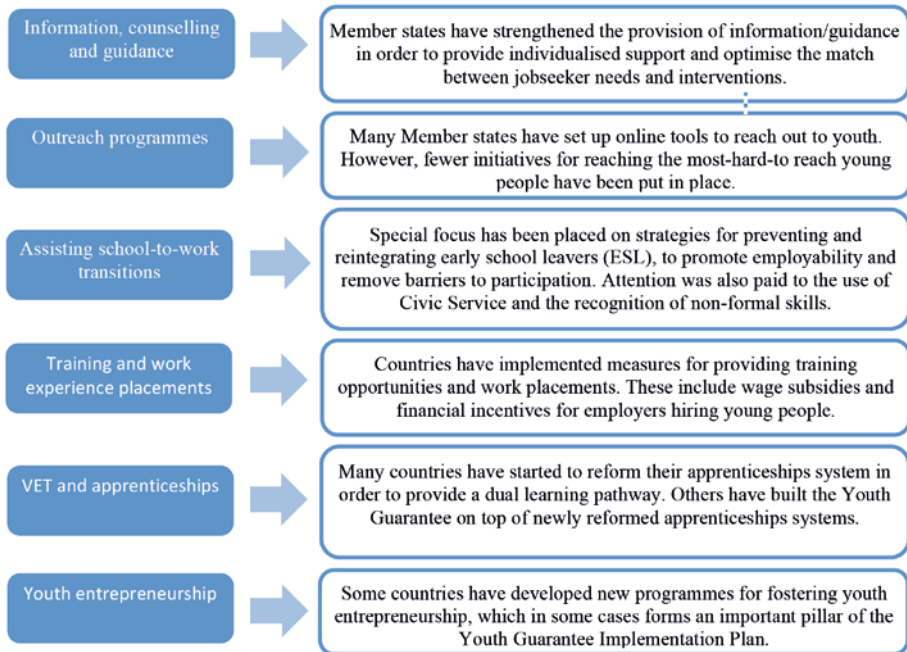 Information, counselling
and guidance
Member states have strengthened the provision of information/guidance
in order to provide individualised support and optimise the match
between jobseeker needs and interventions.
Outreach programmes
Many Member states have set up online tools to reach out to youth.
However, fewer initiatives for reaching the most-hard-to reach young
people have been put in place.
Assisting school-to-work
transitions
Special focus has been placed on strategies for preventing and
reintegrating early school leavers (ESL), to promote employability and
remove barriers to participation. Attention was also paid to the use of
Civic Service and the recognition of non-formal skills.
Training and work
experience placements
Countries have implemented measures for providing training
opportunities and work placements. These include wage subsidies and
financial incentives for employers hiring young people.
VET and apprenticeships
Many countries have started to reform their apprenticeships system in
order to provide a dual learning pathway. Others have built the Youth
Guarantee on top of newly reformed apprenticeships systems.
Youth entrepreneurship
Some countries have developed new programmes for fostering youth
entrepreneurship, which in some cases forms an important pillar of the
Youth Guarantee Implementation Plan.